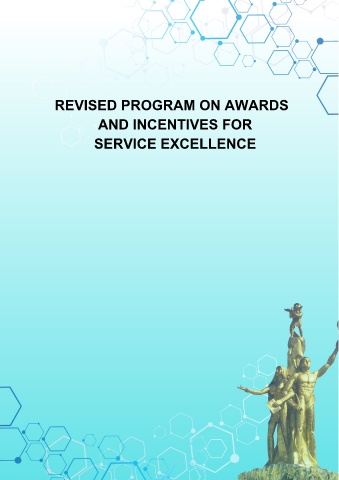 REVISED PROGRAM ON AWARDS
AND INCENTIVES FOR
SERVICE EXCELLENCE